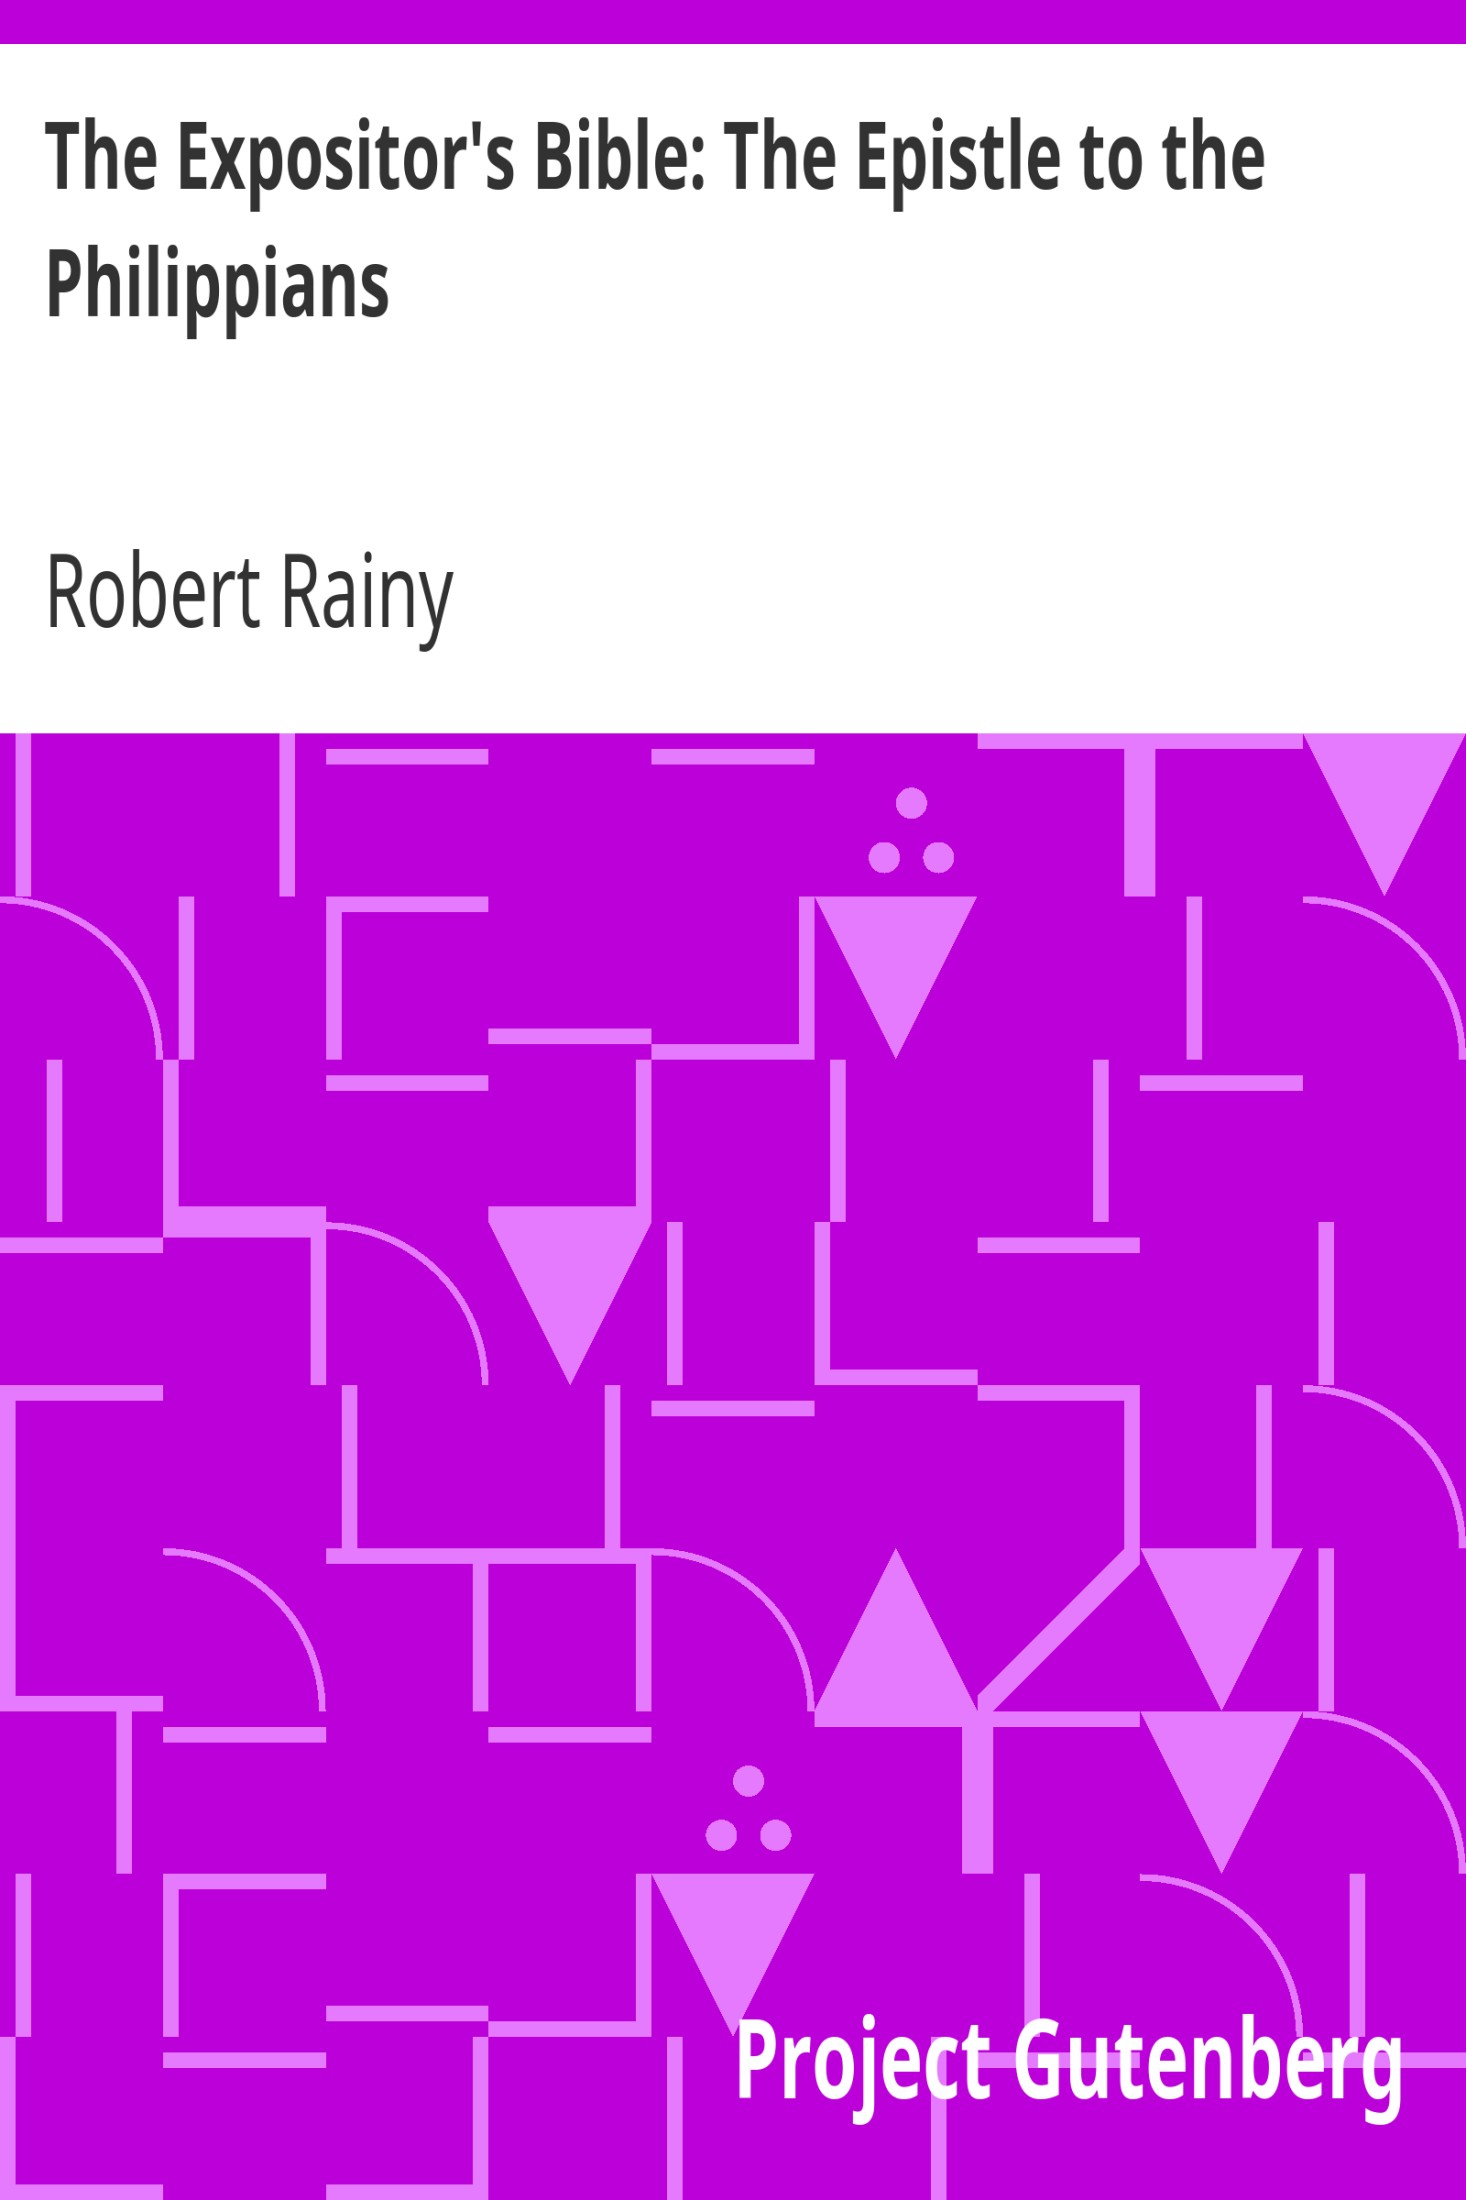 The Expositor's Bible: The Epistle to the
Philippians
Robert Rainy
Project Gutenberg